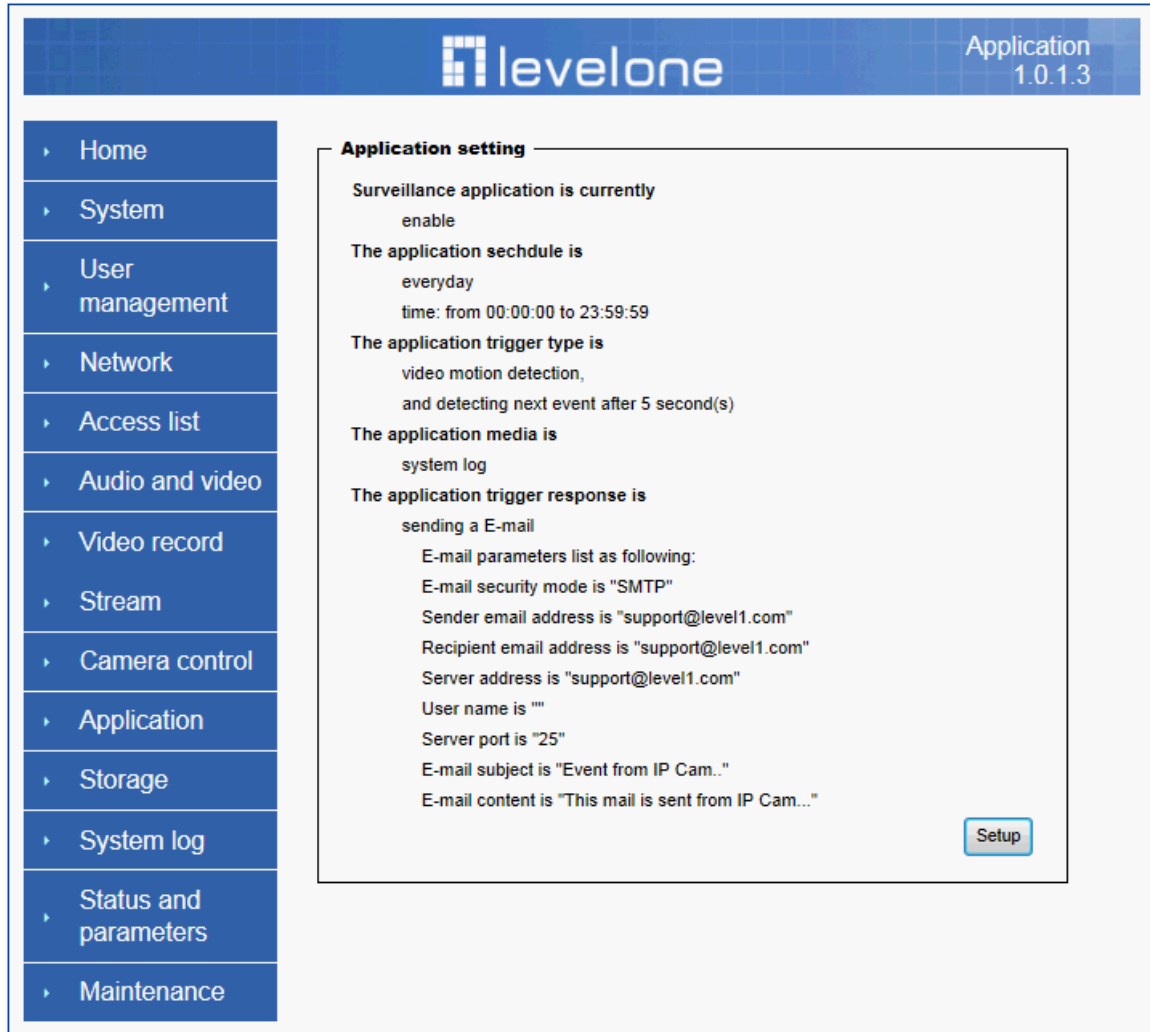 levelone
Application
1.0.1.3
Home
System
User
management
Network
Access list
Audio and video
Video record
Stream
Camera control
Application
Storage
System log
Status and
parameters
Maintenance
Application setting
Surveillance application is currently
enable
The application sechdule is
everyday
time: from 00:00:00 to 23:59:59
The application trigger type is
video motion detection,
and detecting next event after 5 second(s)
The application media is
system log
The application trigger response is
sending a E-mail
E-mail parameters list as following:
E-mail security mode is "SMTP"
Sender email address is "support@level1.com"
Recipient email address is "support@level1.com"
Server address is "support@level1.com"
User name is ""
Server port is "25"
E-mail subject is "Event from IP Cam.."
E-mail content is "This mail is sent from IP Cam..."
Setup